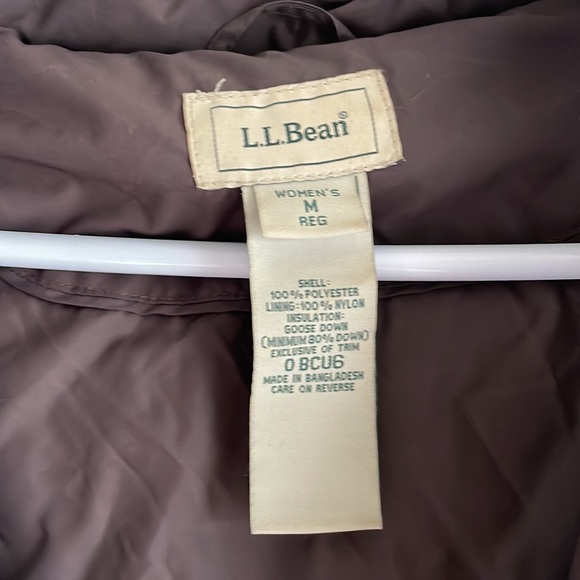 L.L.Bean®
WOMEN'S
M
REG
SHELL:
100% POLYESTER
LINING: 100% NYLON
INSULATION:
GOOSE DOWN
(MINIMUM 80% DOWN)
EXCLUSIVE OF TRIM
0 BCU6
MADE IN BANGLADESH
CARE ON REVERSE